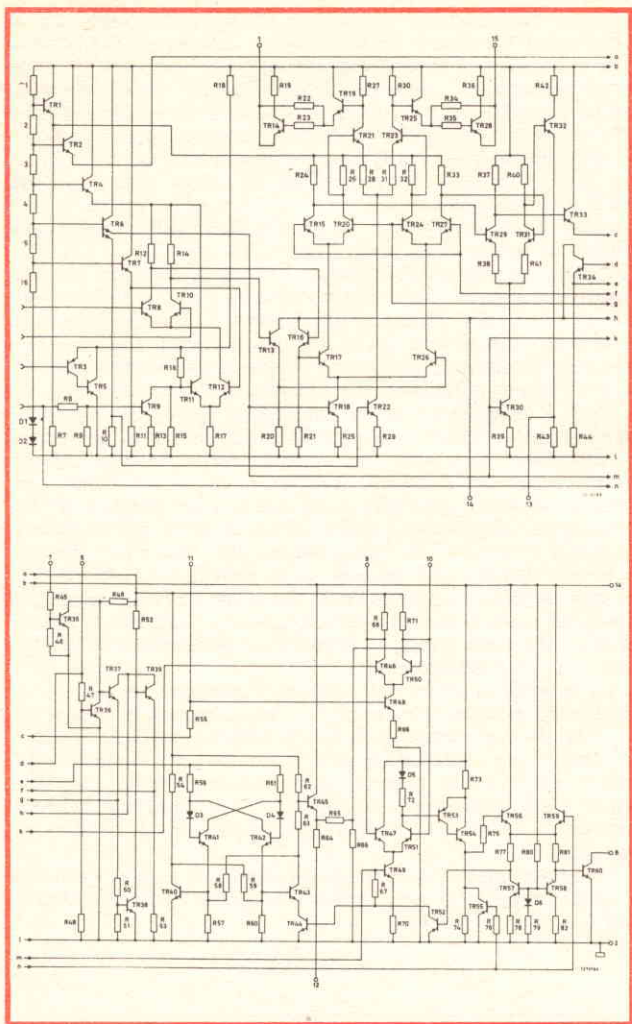 1 15
a
b
1 R18 R19 TR19 R27 R30 R34 R36 R42
TR1 R22 TR25
2 R23 TR14 R35 TR28 TR32
TR2 TR21 TR23
3 R24 R25 R28 R31 R32 R33 R37 R40
TR4
4 TR6 TR33
TR15 TR20 TR24 TR27 TR29 TR31 c
5 R12 R14 d
TR7 R38 R41 TR34
e
16 f
TR8 TR10 g
TR13 TR16 h
TR17 TR26
TR3 R16 k
TR5 TR11 TR12
R8 TR9 TR18 TR22 TR30
D1
D2 R7 R9 R10 R11 R13 R15 R17 R20 R21 R25 R29 R39 R43 R44
l
m
n
14 13
7 5 11 9 10
a
b 16
R45 R48 R52 R69 R71
TR35
R46 TR37 TR39 TR46 TR50
R47 TR36 TR48
c R55 R66
d
e R54 R56 R61 R62 D5 R73
f TR45
g D3 D4 R63 R65 R72 TR53
h TR41 TR42 R64 R86 TR47 TR51 TR54 R75 TR56 TR59
k R77 R80 R81 8
R50 R58 R59 TR49 TR57 TR58 TR60
TR38 TR40 TR43 R67 TR55
R49 R51 R53 R57 R60 TR44 R70 TR52 R74 R76 R78 D6 R79 R82
l 2
m
n
12